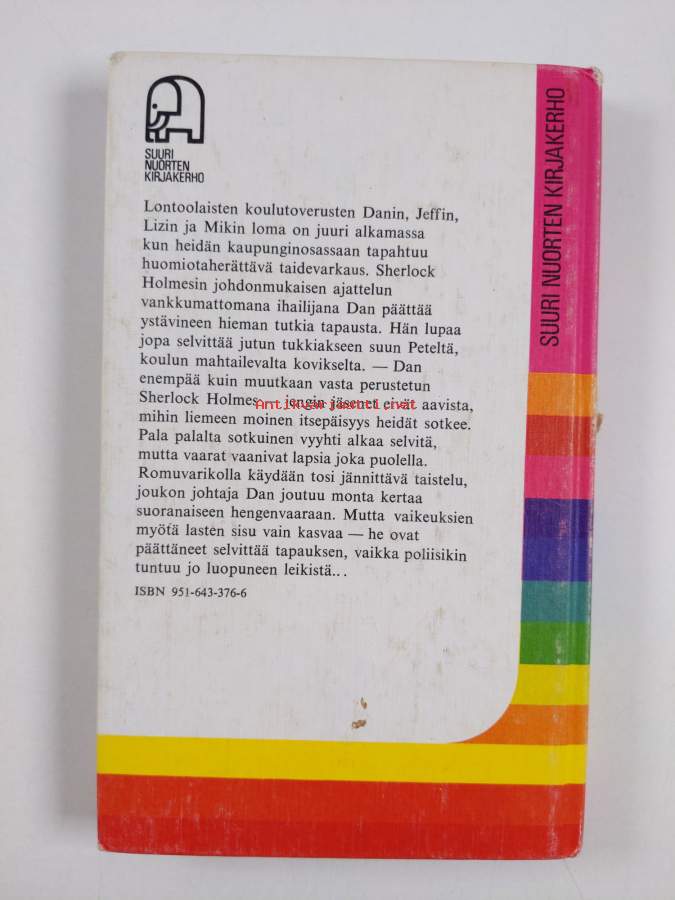 SUURI
NUORTEN
KIRJAKERHO
Lontoolaisten koulutoverusten Danin, Jeffin,
Lizin ja Mikin loma on juuri alkamassa
kun heidän kaupunginosassaan tapahtuu
huomiotaherättävä taidevarkaus. Sherlock
Holmesin johdonmukaisen ajattelun
vankkumattomana ihailijana Dan päättää
ystävineen hieman tutkia tapausta. Hän lupaa
jopa selvittää jutun tukkiakseen suun Peteltä,
koulun mahtailevalta kovikselta. — Dan
enempää kuin muutkaan vasta perustetun
Sherlock Holmes -jengin jäsenet eivät aavista,
mihin liemeen moinen itsepäisyys heidät sotkee.
Pala palalta sotkuinen vyyhti alkaa selvitä,
mutta vaarat vaanivat lapsia joka puolella.
Romuvarikolla käydään tosi jännittävä taistelu,
joukon johtaja Dan joutuu monta kertaa
suoranaiseen hengenvaaraan. Mutta vaikeuksien
myötä lasten sisu vain kasvaa — he ovat
päättäneet selvittää tapauksen, vaikka poliisikin
tuntuu jo luopuneen leikistä...
ISBN 951-643-376-6
SUURI NUORTEN KIRJAKERHO